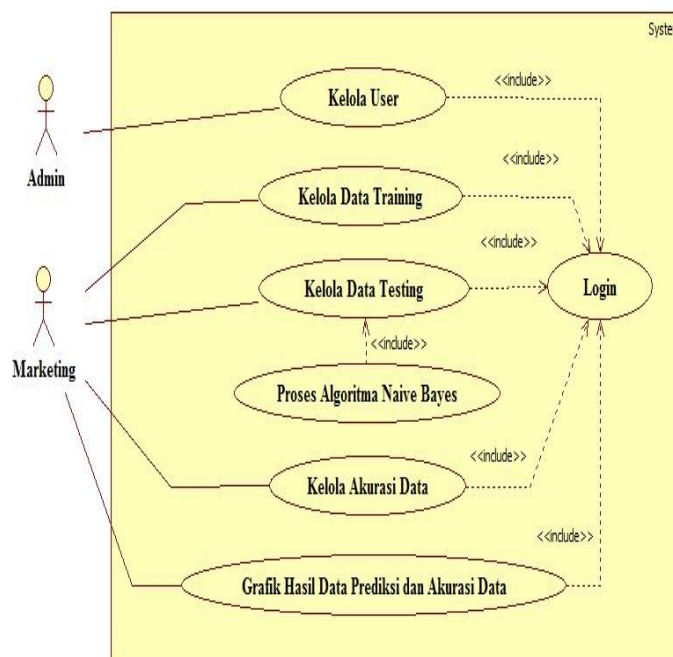 Syste
<<include>>
Kelola User
Admin
<<include>>
Kelola Data Training
<<include>>
Kelola Data Testing
Login
Marketing
<<include>>
Proses Algoritma Naive Bayes
<<include>>
Kelola Akurasi Data
<<include>>
Grafik Hasil Data Prediksi dan Akurasi Data